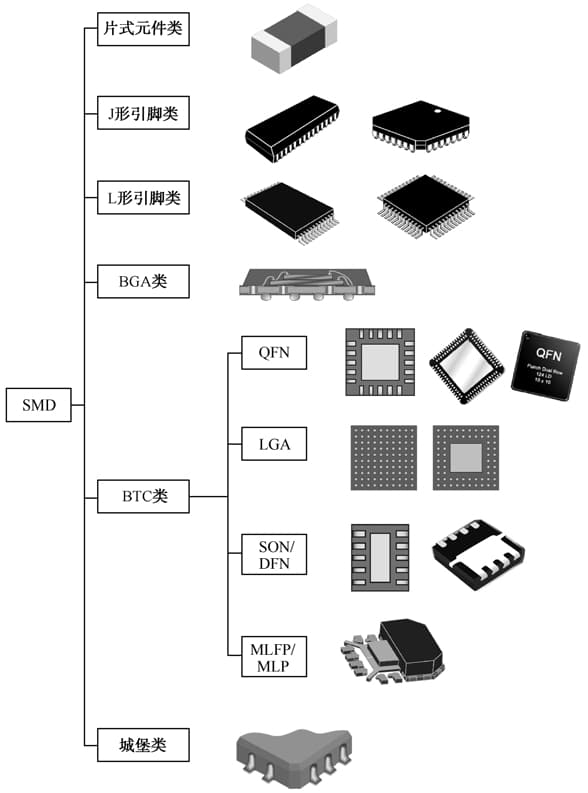 片式元件类
J形引脚类
L形引脚类
BGA类
SMD
BTC类
QFN
QFN
Punch Dual Row
124 LD
10 x 10
LGA
SON/
DFN
MLFP/
MLP
城堡类